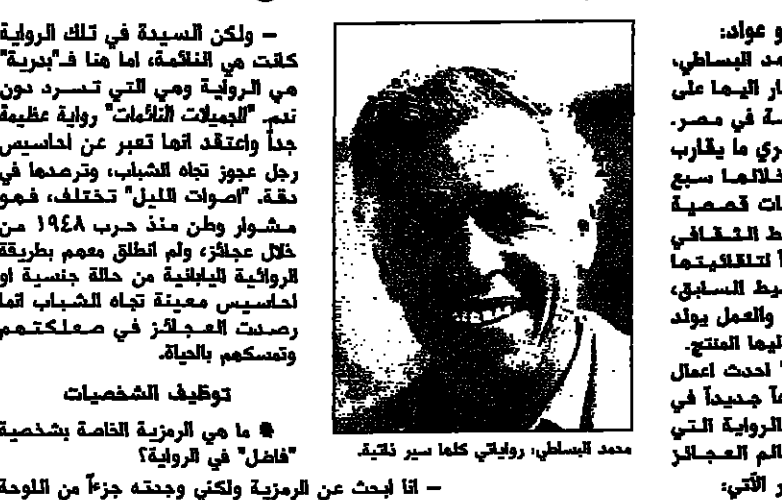 و عواد:
مد البساطي،
ار اليها على
سة في مصر.
ري ما يقارب
خلالها سبع
ات قصصية
ط الثقافي
أ لتلقائيتها
يط السابق،
والعمل يولد
ليها المنتج.
" احدث اعمال
ماً جديداً في
الرواية التي
الم العجائز
ر الآتي:
محمد البساطي: رواياتي كلها سير ذاتية.
– ولكن السيدة في تلك الرواية
كانت هي النائمة، اما هنا فـ"بدرية"
هي الرواية وهي التي تسرد دون
ندم. "الجميلات النائمات" رواية عظيمة
جداً واعتقد انها تعبر عن احاسيس
رجل عجوز تجاه الشباب، وترصدها في
دقة. "اصوات الليل" تختلف، فهو
مشوار وطن منذ حرب ١٩٤٨ من
خلال عجائز، ولم انطلق معهم بطريقة
الروائية اليابانية من حالة جنسية او
احاسيس معينة تجاه الشباب انما
رصدت العجائز في صعلكتهم
وتمسكهم بالحياة.
توظيف الشخصيات
● ما هي الرمزية الخاصة بشخصية
"فاضل" في الرواية؟
– انا ابحث عن الرمزية ولكني وجدته جزءاً من اللوحة